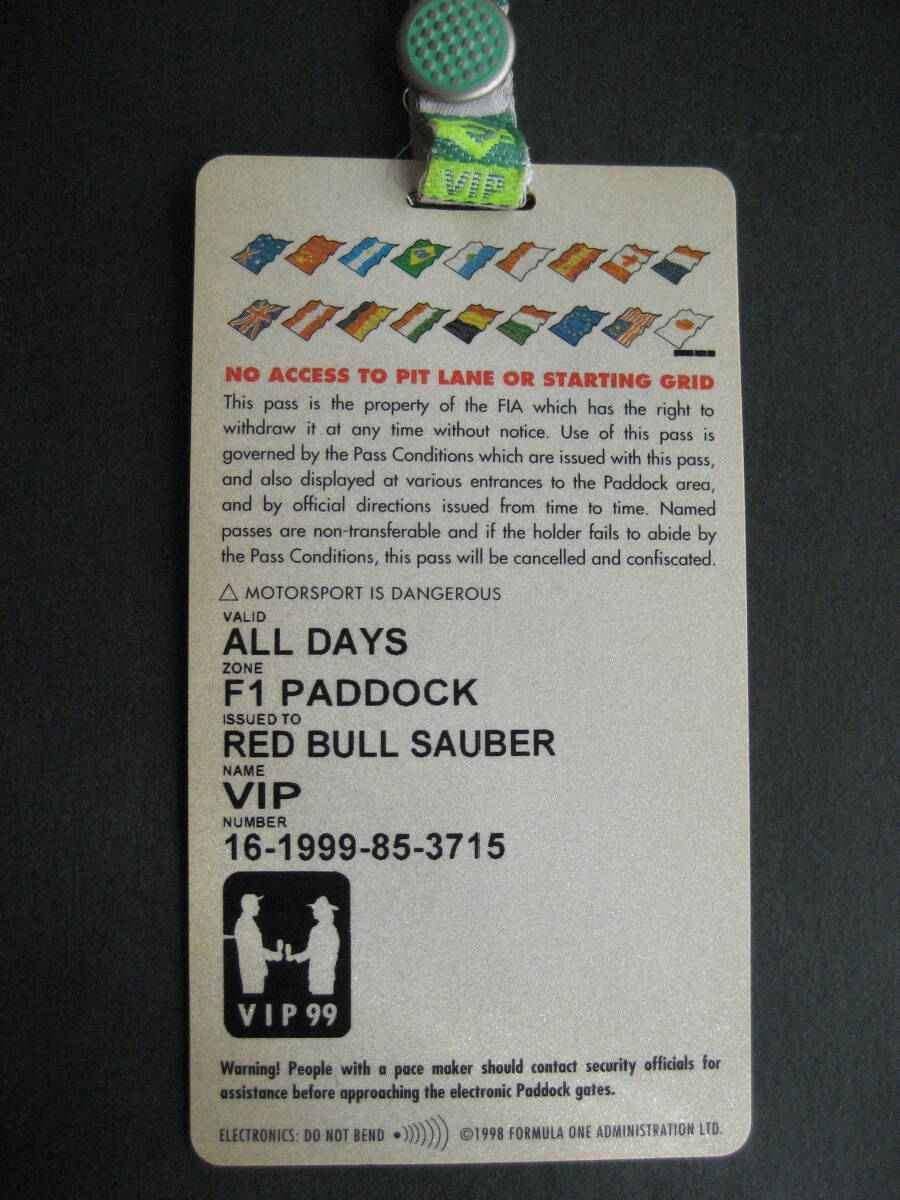 VIP
NO ACCESS TO PIT LANE OR STARTING GRID
This pass is the property of the FIA which has the right to
withdraw it at any time without notice. Use of this pass is
governed by the Pass Conditions which are issued with this pass,
and also displayed at various entrances to the Paddock area,
and by official directions issued from time to time. Named
passes are non-transferable and if the holder fails to abide by
the Pass Conditions, this pass will be cancelled and confiscated.
MOTORSPORT IS DANGEROUS
VALID
ALL DAYS
ZONE
F1 PADDOCK
ISSUED TO
RED BULL SAUBER
NAME
VIP
NUMBER
16-1999-85-3715
VIP 99
Warning! People with a pace maker should contact security officials for
assistance before approaching the electronic Paddock gates.
ELECTRONICS: DO NOT BEND ©1998 FORMULA ONE ADMINISTRATION LTD.